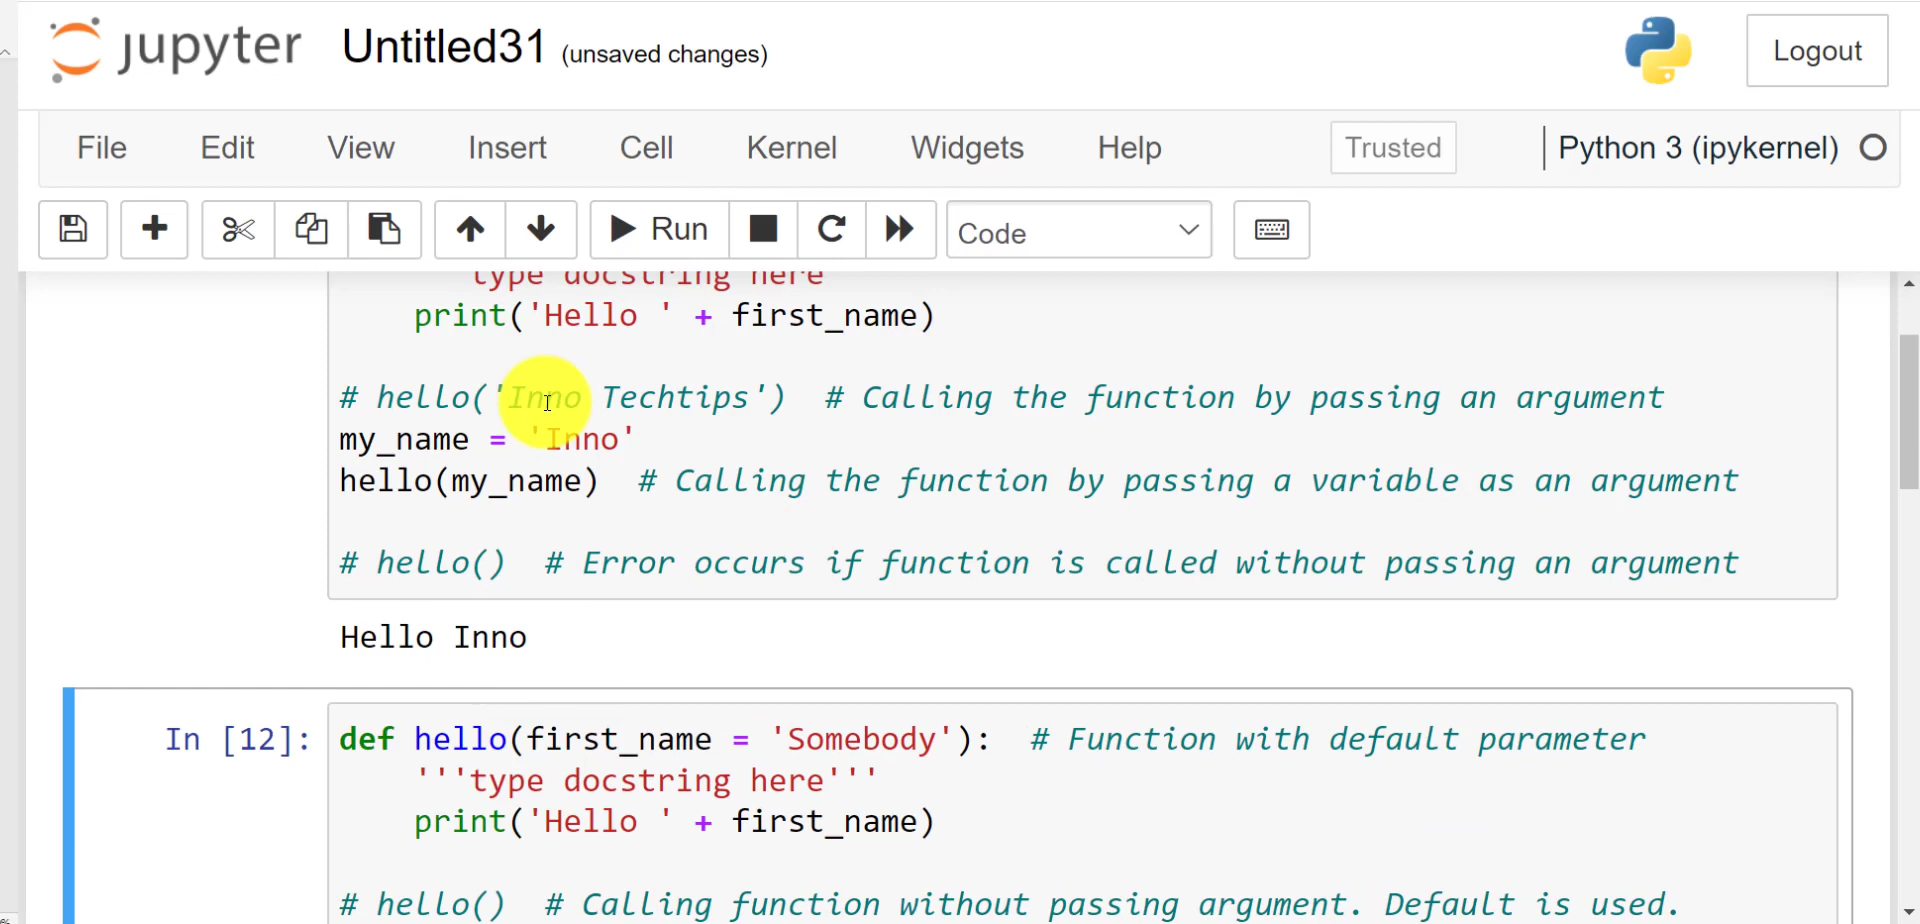 jupyter Untitled31 (unsaved changes) Logout
File Edit View Insert Cell Kernel Widgets Help Trusted Python 3 (ipykernel)
Run Code
type docstring here
print('Hello ' + first_name)
# hello('Inno Techtips')  # Calling the function by passing an argument
my_name = 'Inno'
hello(my_name)  # Calling the function by passing a variable as an argument
# hello()  # Error occurs if function is called without passing an argument
Hello Inno
In [12]: def hello(first_name = 'Somebody'):  # Function with default parameter
'''type docstring here'''
print('Hello ' + first_name)
# hello()  # Calling function without passing argument. Default is used.